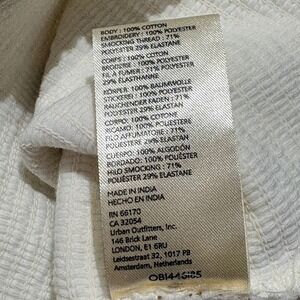 BODY : 100% COTTON
EMBROIDERY : 100% POLYESTER
SMOCKING THREAD : 71%
POLYESTER 29% ELASTANE
CORPS : 100% COTON
BRODERIE : 100% POLYESTER
FIL À FUMER : 71%
POLYESTER 29%
ÉLASTHANNE
KÖRPER: 100% BAUMWOLLE
STICKEREI : 100% POLYESTER
RAUCHENDER FADEN : 71%
POLYESTER 29% ELASTAN
CORPO: 100% COTONE
RICAMO: 100% POLIESTERE
FILO AFFUMATORE : 71%
POLIESTERE 29% ELASTAN
CUERPO: 100% ALGODÓN
BORDADO: 100% POLIÉSTER
HILO SMOCKING : 71%
POLIÉSTER 29% ELASTANO
MADE IN INDIA
HECHO EN INDIA
RN 66170
CA 32054
Urban Outfitters, Inc.
146 Brick Lane
LONDON, E1 6RU
Leidsestraat 32, 1017 PB
Amsterdam, Netherlands
OB1446185